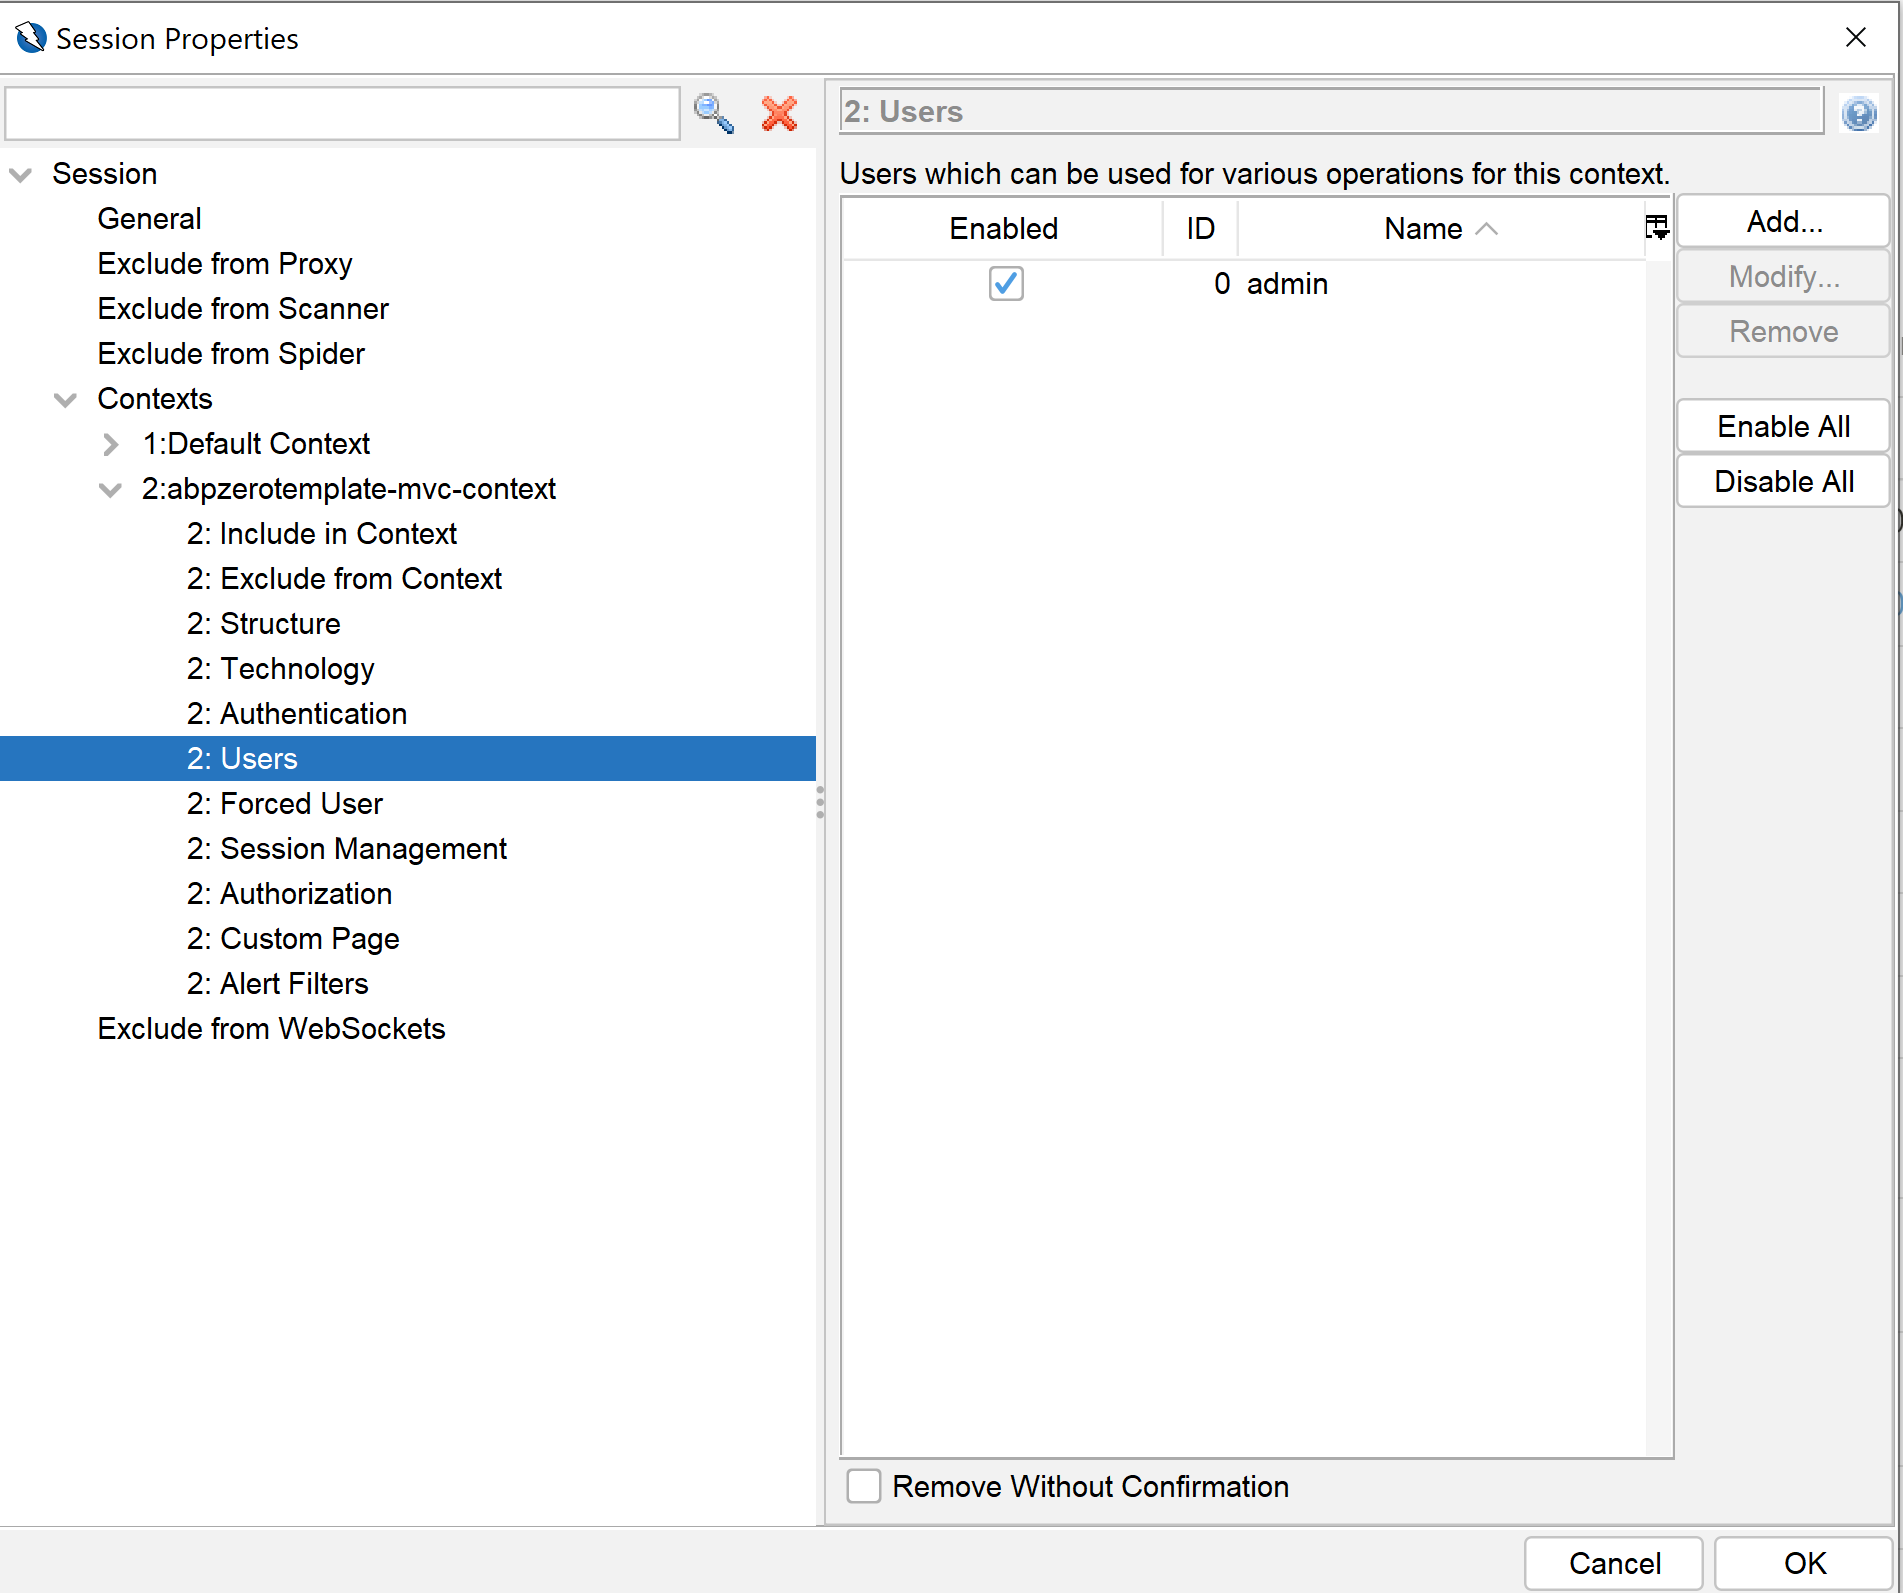 Session Properties
Session
General
Exclude from Proxy
Exclude from Scanner
Exclude from Spider
Contexts
1:Default Context
2:abpzerotemplate-mvc-context
2: Include in Context
2: Exclude from Context
2: Structure
2: Technology
2: Authentication
2: Users
2: Forced User
2: Session Management
2: Authorization
2: Custom Page
2: Alert Filters
Exclude from WebSockets
2: Users
Users which can be used for various operations for this context.
Enabled ID Name
0 admin
Add...
Modify...
Remove
Enable All
Disable All
Remove Without Confirmation
Cancel OK